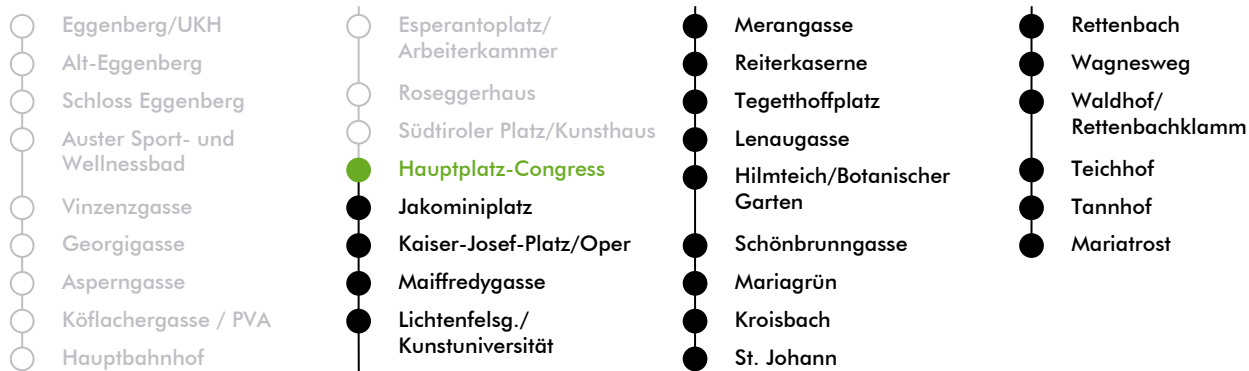 Eggenberg/UKH
Alt-Eggenberg
Schloss Eggenberg
Auster Sport- und
Wellnessbad
Vinzenzgasse
Georgigasse
Asperngasse
Köflachergasse / PVA
Hauptbahnhof
Esperantoplatz/
Arbeiterkammer
Roseggerhaus
Südtiroler Platz/Kunsthaus
Hauptplatz-Congress
Jakominiplatz
Kaiser-Josef-Platz/Oper
Maiffredygasse
Lichtenfelsg./
Kunstuniversität
Merangasse
Reiterkaserne
Tegetthoffplatz
Lenaugasse
Hilmteich/Botanischer
Garten
Schönbrunngasse
Mariagrün
Kroisbach
St. Johann
Rettenbach
Wagnesweg
Waldhof/
Rettenbachklamm
Teichhof
Tannhof
Mariatrost